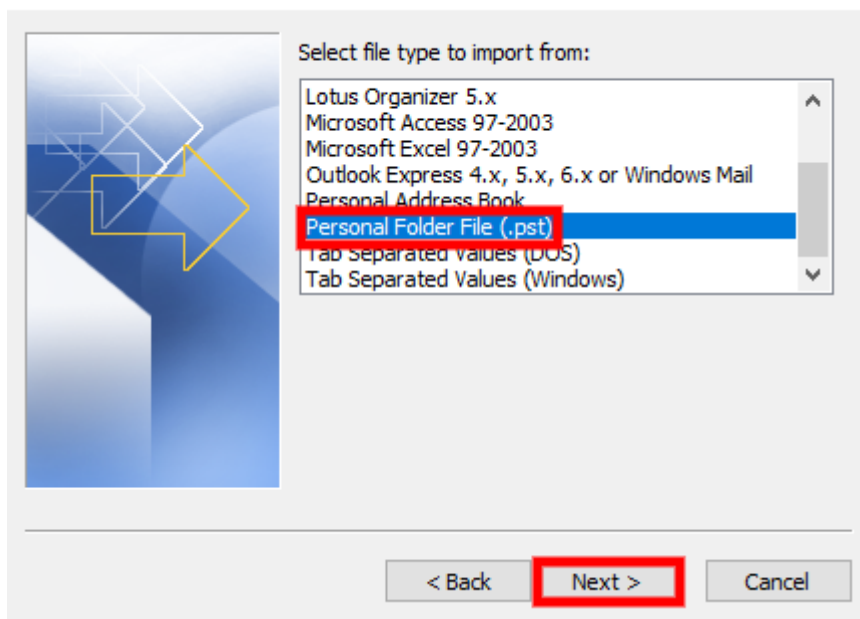 Select file type to import from:
Lotus Organizer 5.x
Microsoft Access 97-2003
Microsoft Excel 97-2003
Outlook Express 4.x, 5.x, 6.x or Windows Mail
Personal Address Book
Personal Folder File (.pst)
Tab Separated Values (DOS)
Tab Separated Values (Windows)
< Back Next > Cancel